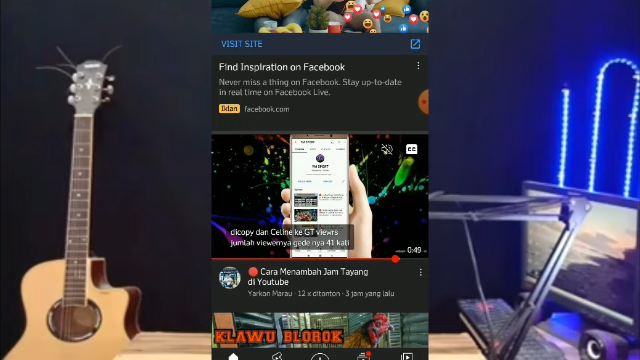 VISIT SITE
Find Inspiration on Facebook
Never miss a thing on Facebook. Stay up-to-date
in real time on Facebook Live.
Iklan facebook.com
CC
dicopy dan Celine ke GT viewrs
jumlah viewernya gede nya 41 kali
0:49
🔴 Cara Menambah Jam Tayang
di Youtube
Yarkan Marau · 12 x ditonton · 3 jam yang lalu
KLAWU BLOROK